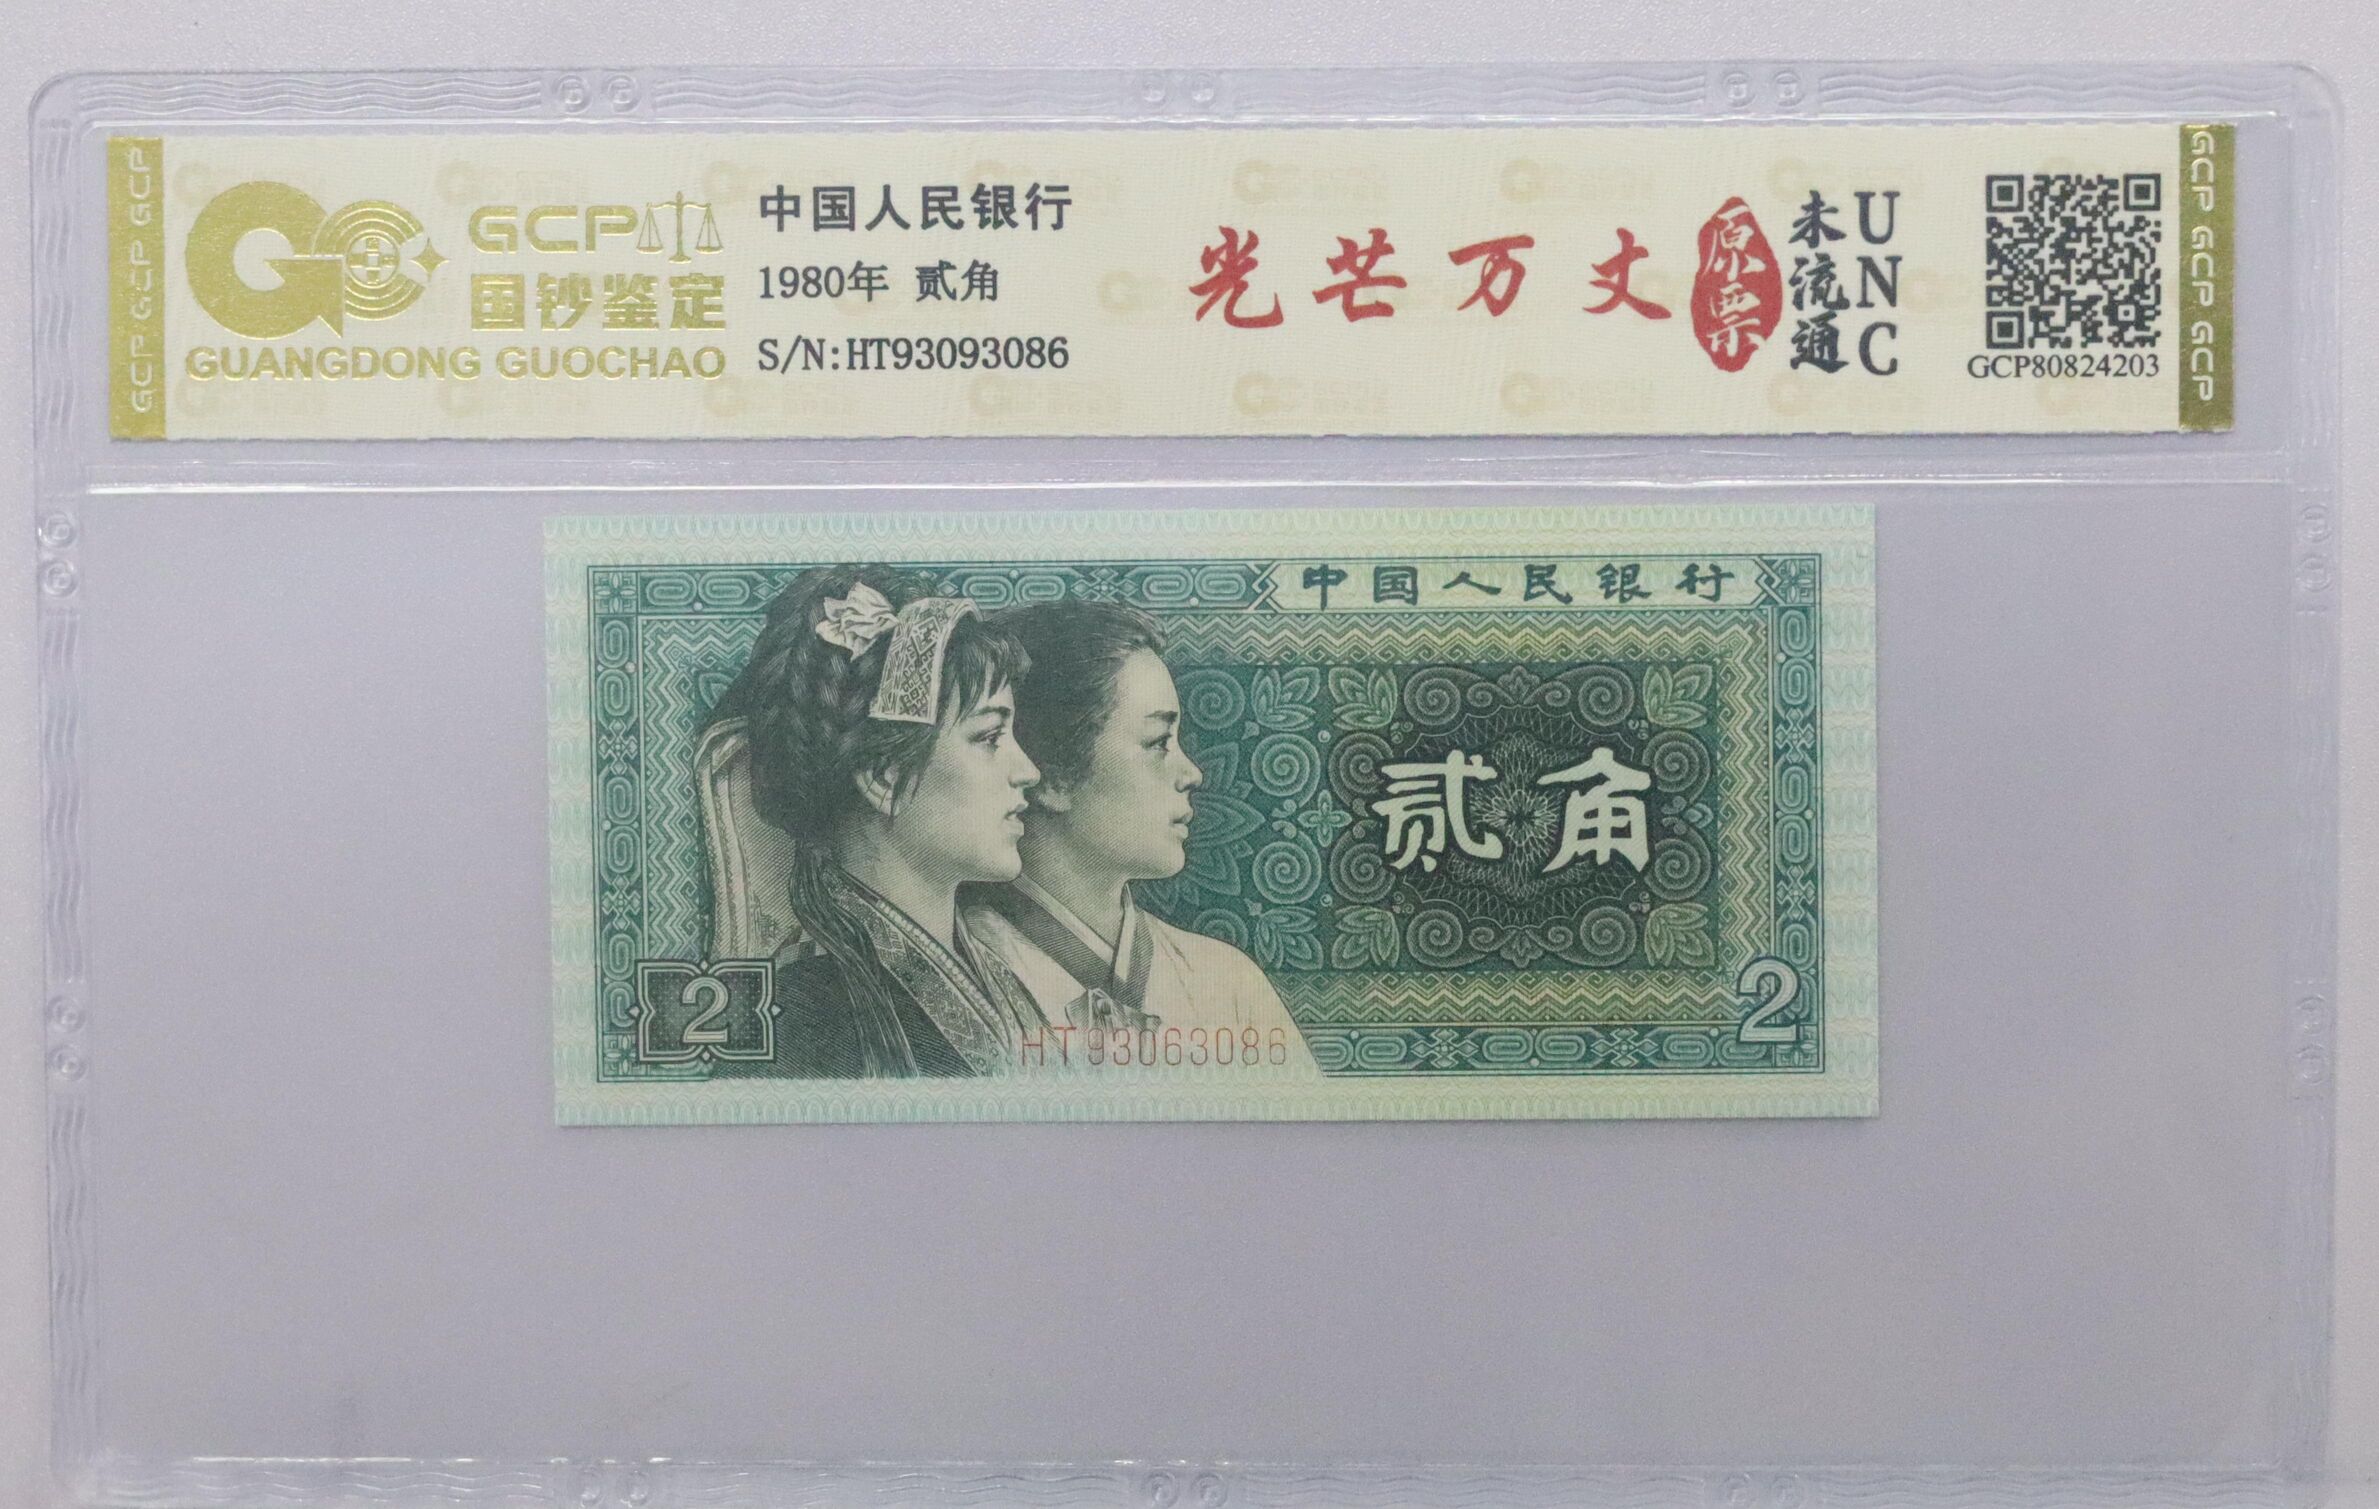 GCP GCP GCP
GCP
国钞鉴定
GUANGDONG GUOCHAO
中国人民银行
1980年 贰角
S/N:HT93093086
光芒万丈
原票
未流通
UNC
GCP80824203
GCP GCP GCP
中国人民银行
贰角
2
2
HT93063086